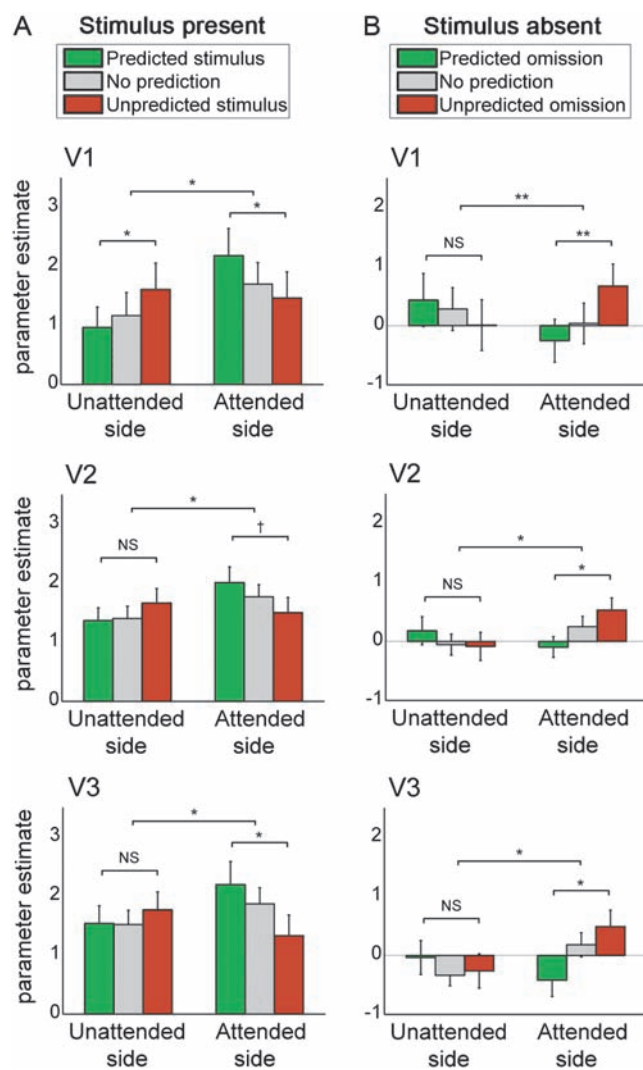 A Stimulus present
Predicted stimulus
No prediction
Unpredicted stimulus
B Stimulus absent
Predicted omission
No prediction
Unpredicted omission
V1
parameter estimate
3
2
1
0
*
*
*
Unattended side
Attended side
V1
2
1
0
-1
**
NS
**
Unattended side
Attended side
V2
parameter estimate
3
2
1
0
*
NS
†
Unattended side
Attended side
V2
2
1
0
-1
*
NS
*
Unattended side
Attended side
V3
parameter estimate
3
2
1
0
*
NS
*
Unattended side
Attended side
V3
2
1
0
-1
*
NS
*
Unattended side
Attended side